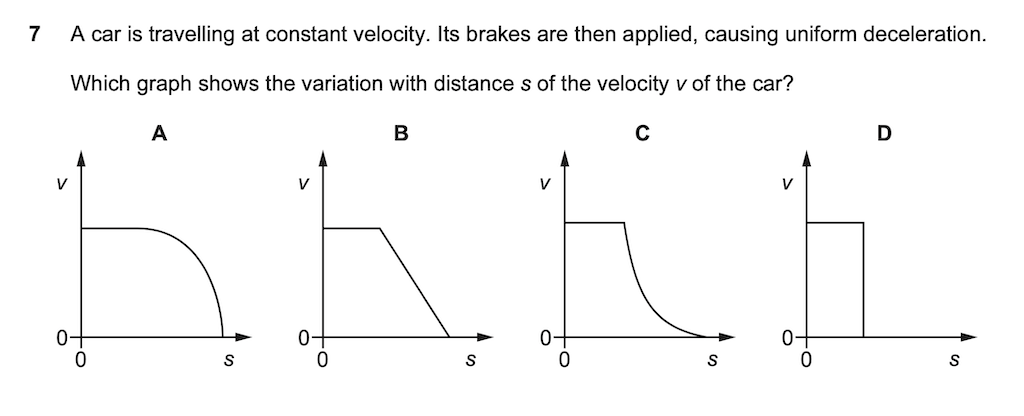 7 A car is travelling at constant velocity. Its brakes are then applied, causing uniform deceleration.
Which graph shows the variation with distance s of the velocity v of the car?
A B C D
v v v v
0 0 0 0
0 s 0 s 0 s 0 s